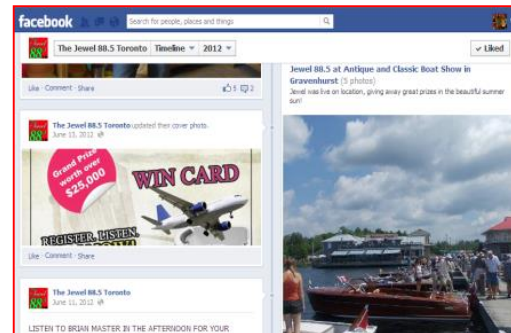 facebook
Search for people, places and things
The Jewel 88.5 Toronto Timeline 2012 Liked
Like · Comment · Share 5 2
The Jewel 88.5 Toronto updated their cover photo.
June 13, 2012
Grand Prize
worth over
$25,000
WIN CARD
REGISTER. LISTEN.
Like · Comment · Share
The Jewel 88.5 Toronto
June 11, 2012
LISTEN TO BRIAN MASTER IN THE AFTERNOON FOR YOUR
Jewel 88.5 at Antique and Classic Boat Show in
Gravenhurst (5 photos)
Jewel was live on location, giving away great prizes in the beautiful summer
sun!